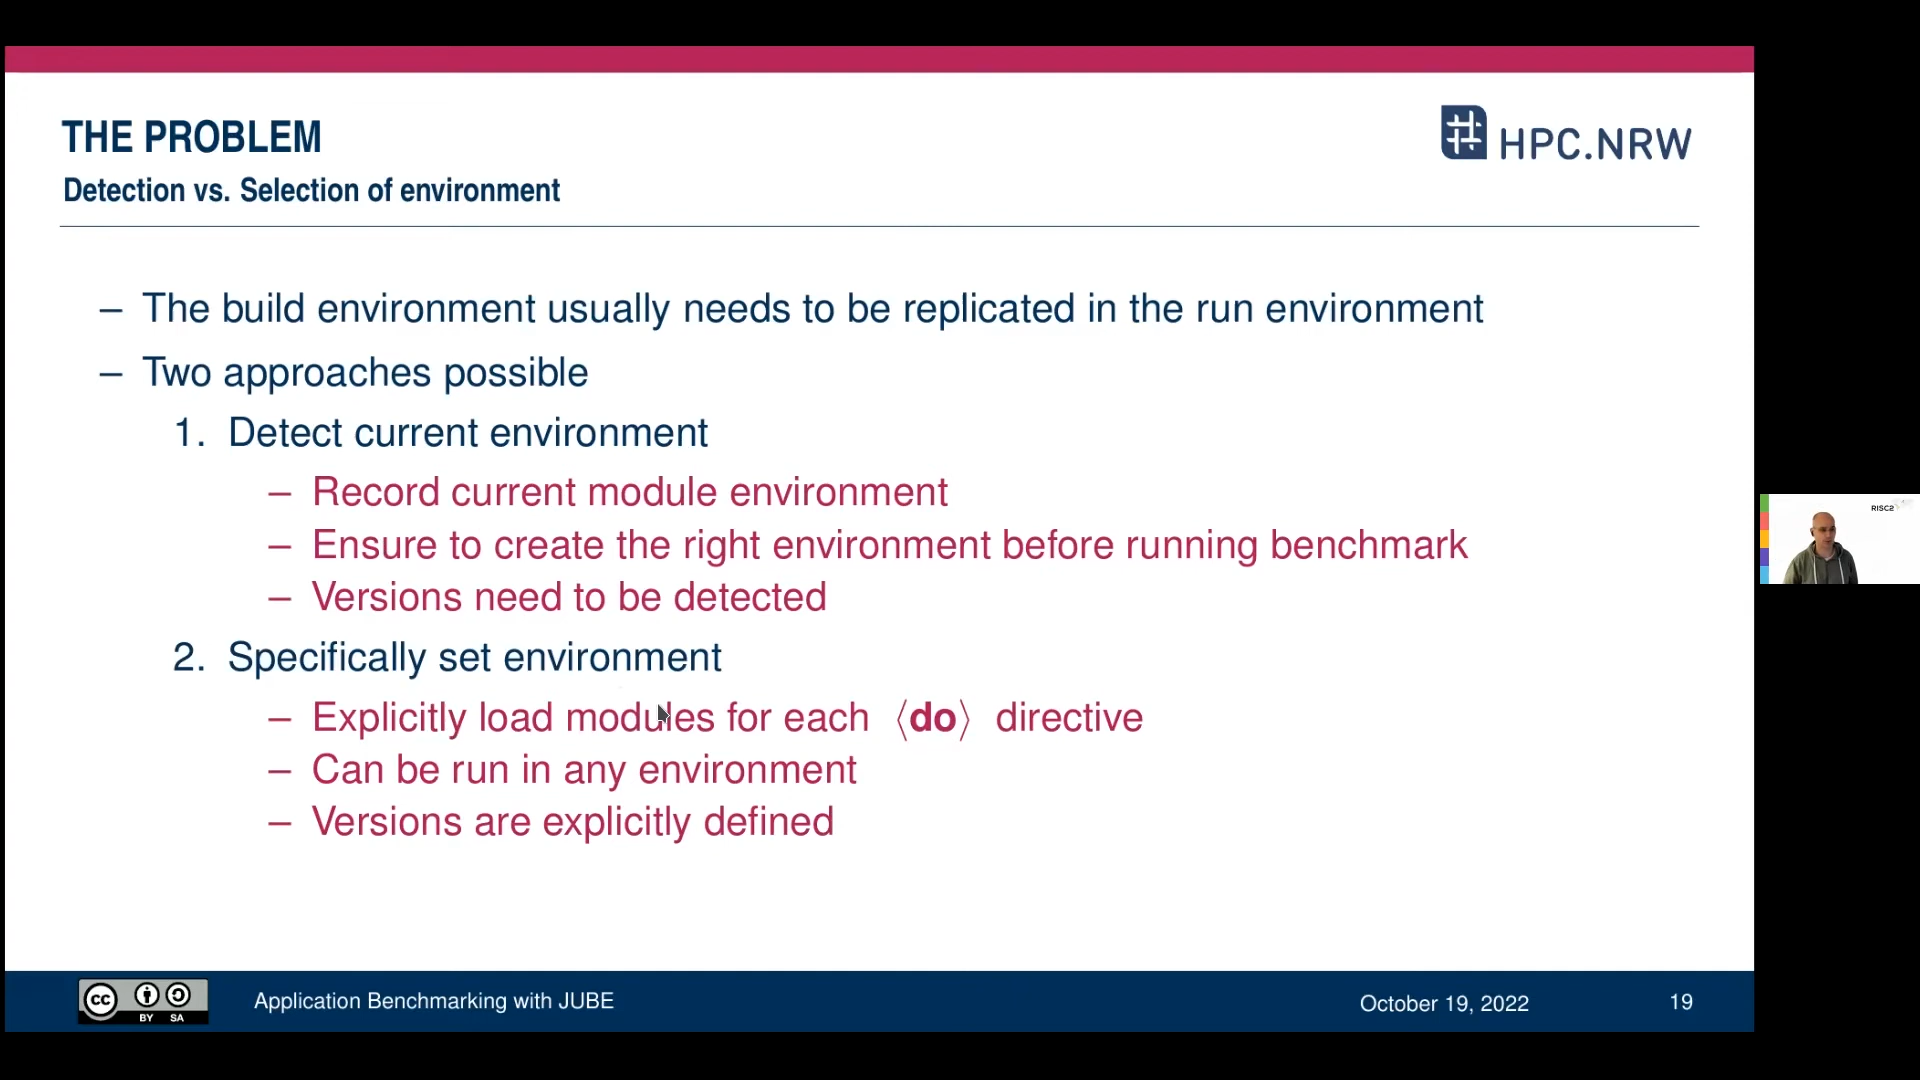 THE PROBLEM
HPC.NRW
Detection vs. Selection of environment
– The build environment usually needs to be replicated in the run environment
– Two approaches possible
1. Detect current environment
– Record current module environment
– Ensure to create the right environment before running benchmark
– Versions need to be detected
2. Specifically set environment
– Explicitly load modules for each ⟨do⟩ directive
– Can be run in any environment
– Versions are explicitly defined
RISC2
cc BY SA
Application Benchmarking with JUBE
October 19, 2022
19